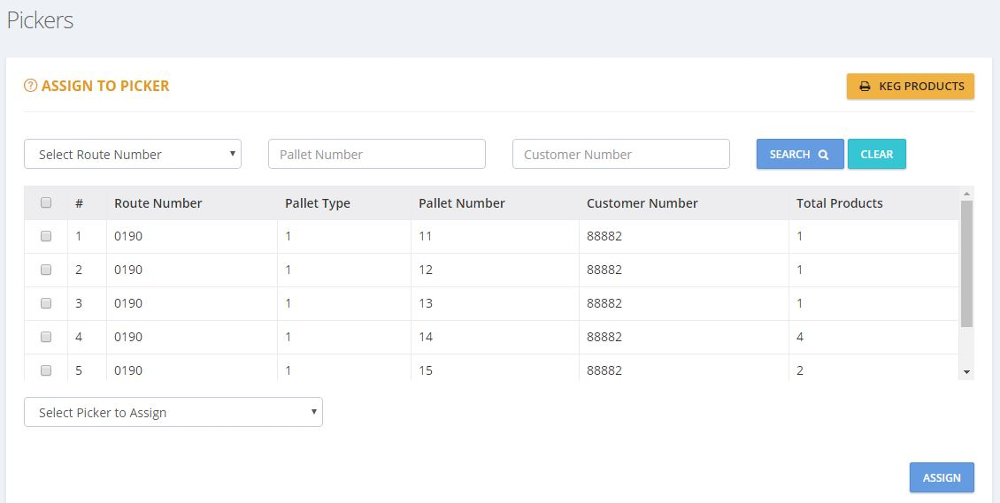 Pickers
ASSIGN TO PICKER
KEG PRODUCTS
Select Route Number Pallet Number Customer Number SEARCH CLEAR
# Route Number Pallet Type Pallet Number Customer Number Total Products
1 0190 1 11 88882 1
2 0190 1 12 88882 1
3 0190 1 13 88882 1
4 0190 1 14 88882 4
5 0190 1 15 88882 2
Select Picker to Assign
ASSIGN